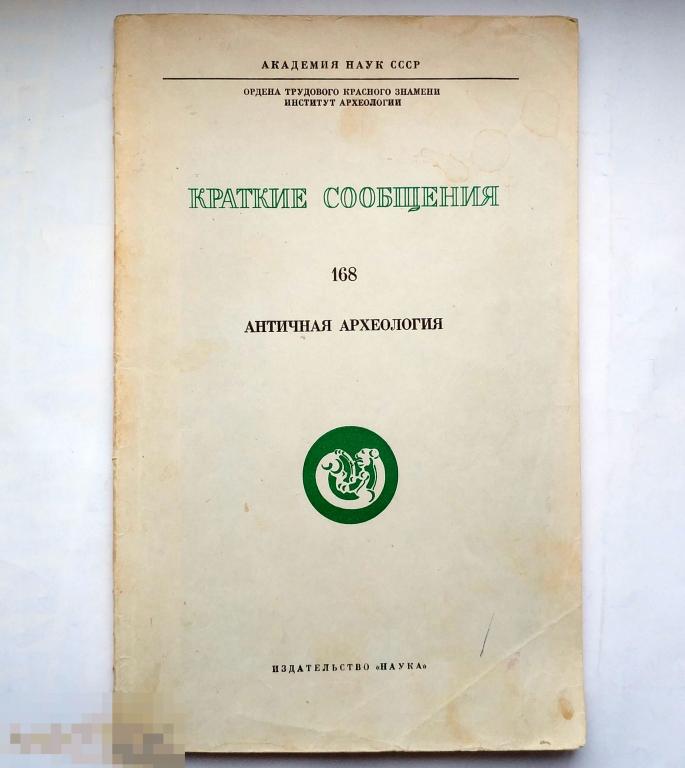 АКАДЕМИЯ НАУК СССР
ОРДЕНА ТРУДОВОГО КРАСНОГО ЗНАМЕНИ
ИНСТИТУТ АРХЕОЛОГИИ
КРАТКИЕ СООБЩЕНИЯ
168
АНТИЧНАЯ АРХЕОЛОГИЯ
ИЗДАТЕЛЬСТВО «НАУКА»